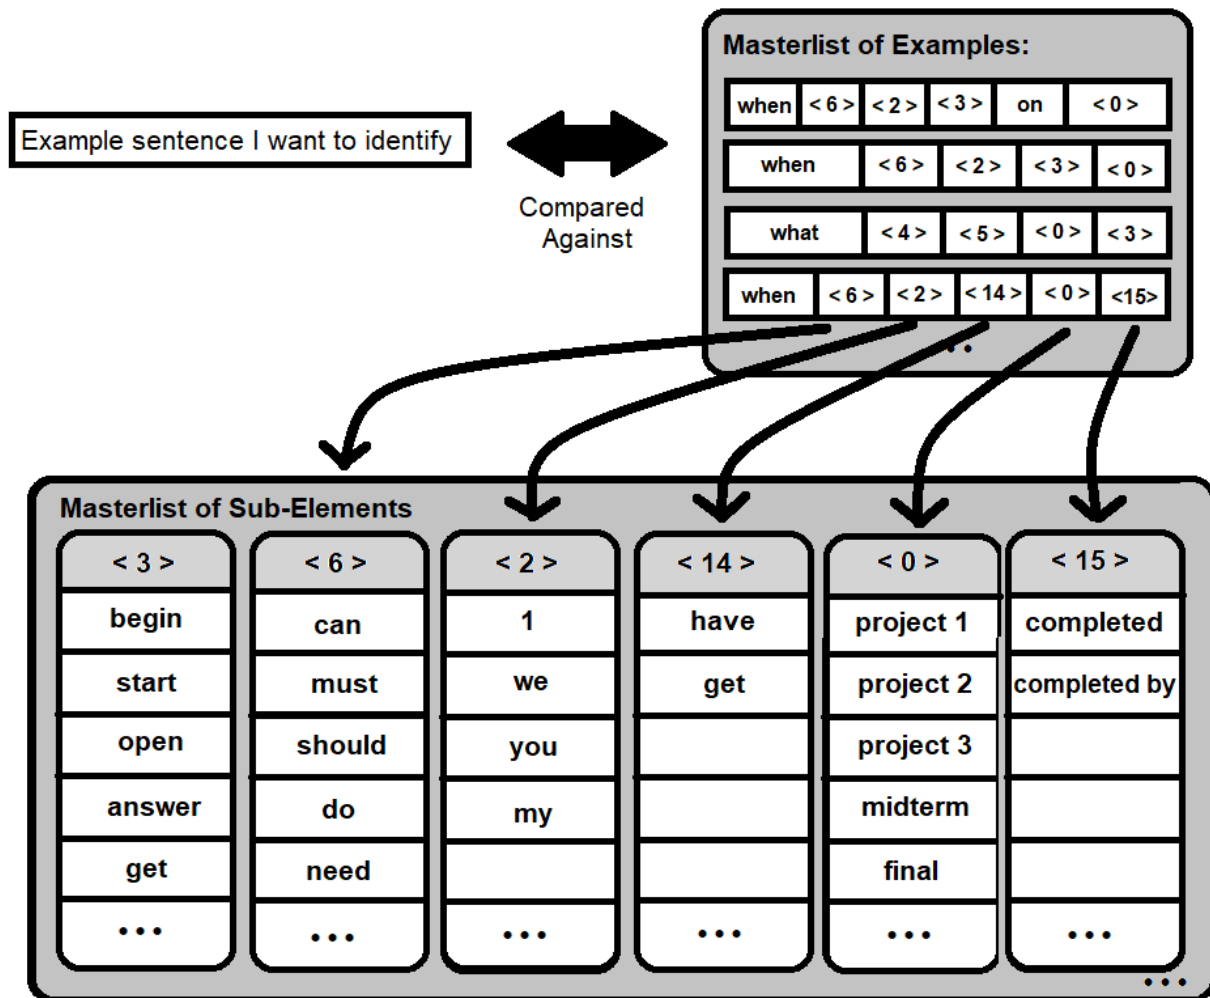 Masterlist of Examples:
when < 6 > < 2 > < 3 > on < 0 >
Example sentence I want to identify
when < 6 > < 2 > < 3 > < 0 >
Compared
Against
what < 4 > < 5 > < 0 > < 3 >
when < 6 > < 2 > < 14 > < 0 > <15>
• •
Masterlist of Sub-Elements
< 3 > < 6 > < 2 > < 14 > < 0 > < 15 >
begin can 1 have project 1 completed
start must we get project 2 completed by
open should you project 3
answer do my midterm
get need final
• • • • • • • • • • • • • • • • • •
• • •